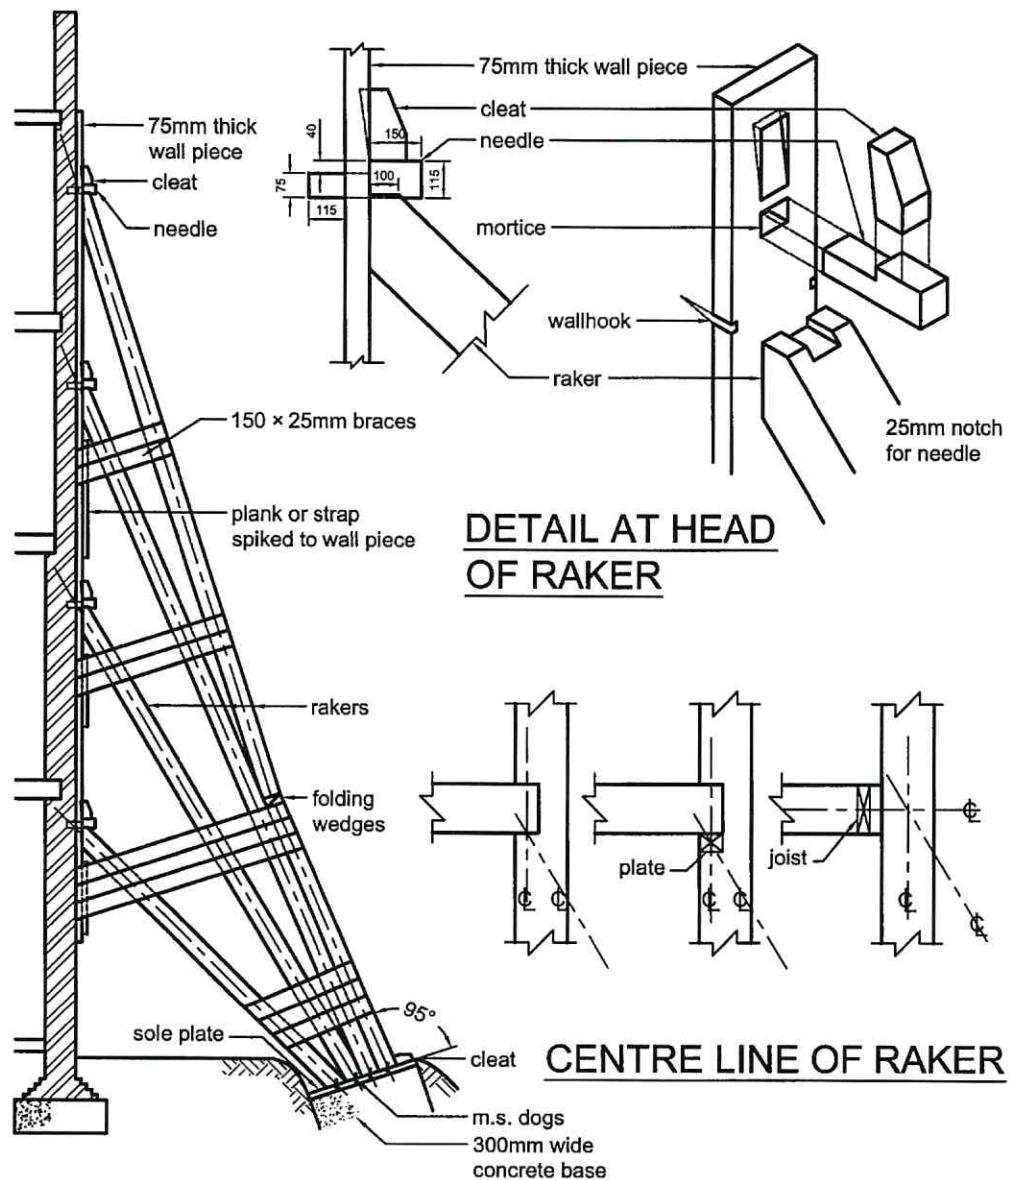 75mm thick
wall piece
cleat
needle
150 × 25mm braces
plank or strap
spiked to wall piece
rakers
folding
wedges
sole plate
95°
cleat
m.s. dogs
300mm wide
concrete base
75mm thick wall piece
cleat
needle
mortice
wallhook
raker
40
150
75
100
115
115
25mm notch
for needle
DETAIL AT HEAD
OF RAKER
plate
joist
℄
℄
℄
℄
℄
℄
℄
CENTRE LINE OF RAKER